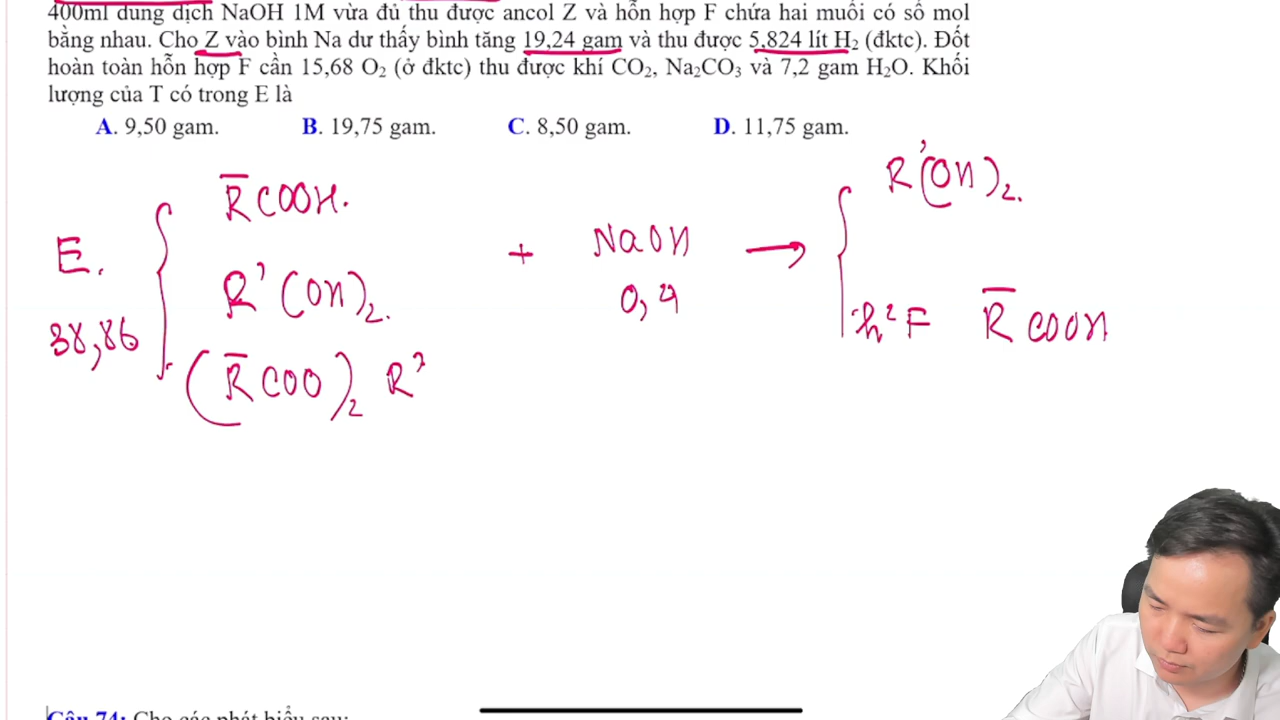 400ml dung dịch NaOH 1M vừa đủ thu được ancol Z và hỗn hợp F chứa hai muối có số mol
bằng nhau. Cho Z vào bình Na dư thấy bình tăng 19,24 gam và thu được 5,824 lít H₂ (đktc). Đốt
hoàn toàn hỗn hợp F cần 15,68 O₂ (ở đktc) thu được khí CO₂, Na₂CO₃ và 7,2 gam H₂O. Khối
lượng của T có trong E là
A. 9,50 gam. B. 19,75 gam. C. 8,50 gam. D. 11,75 gam.
R̅COOH.
R'(OH)₂.
E. R'(OH)₂. + NaOH →
38,86 0,4
h² F R̅COOH
(R̅COO)₂R'
Câu 74: Cho các phát biểu sau: